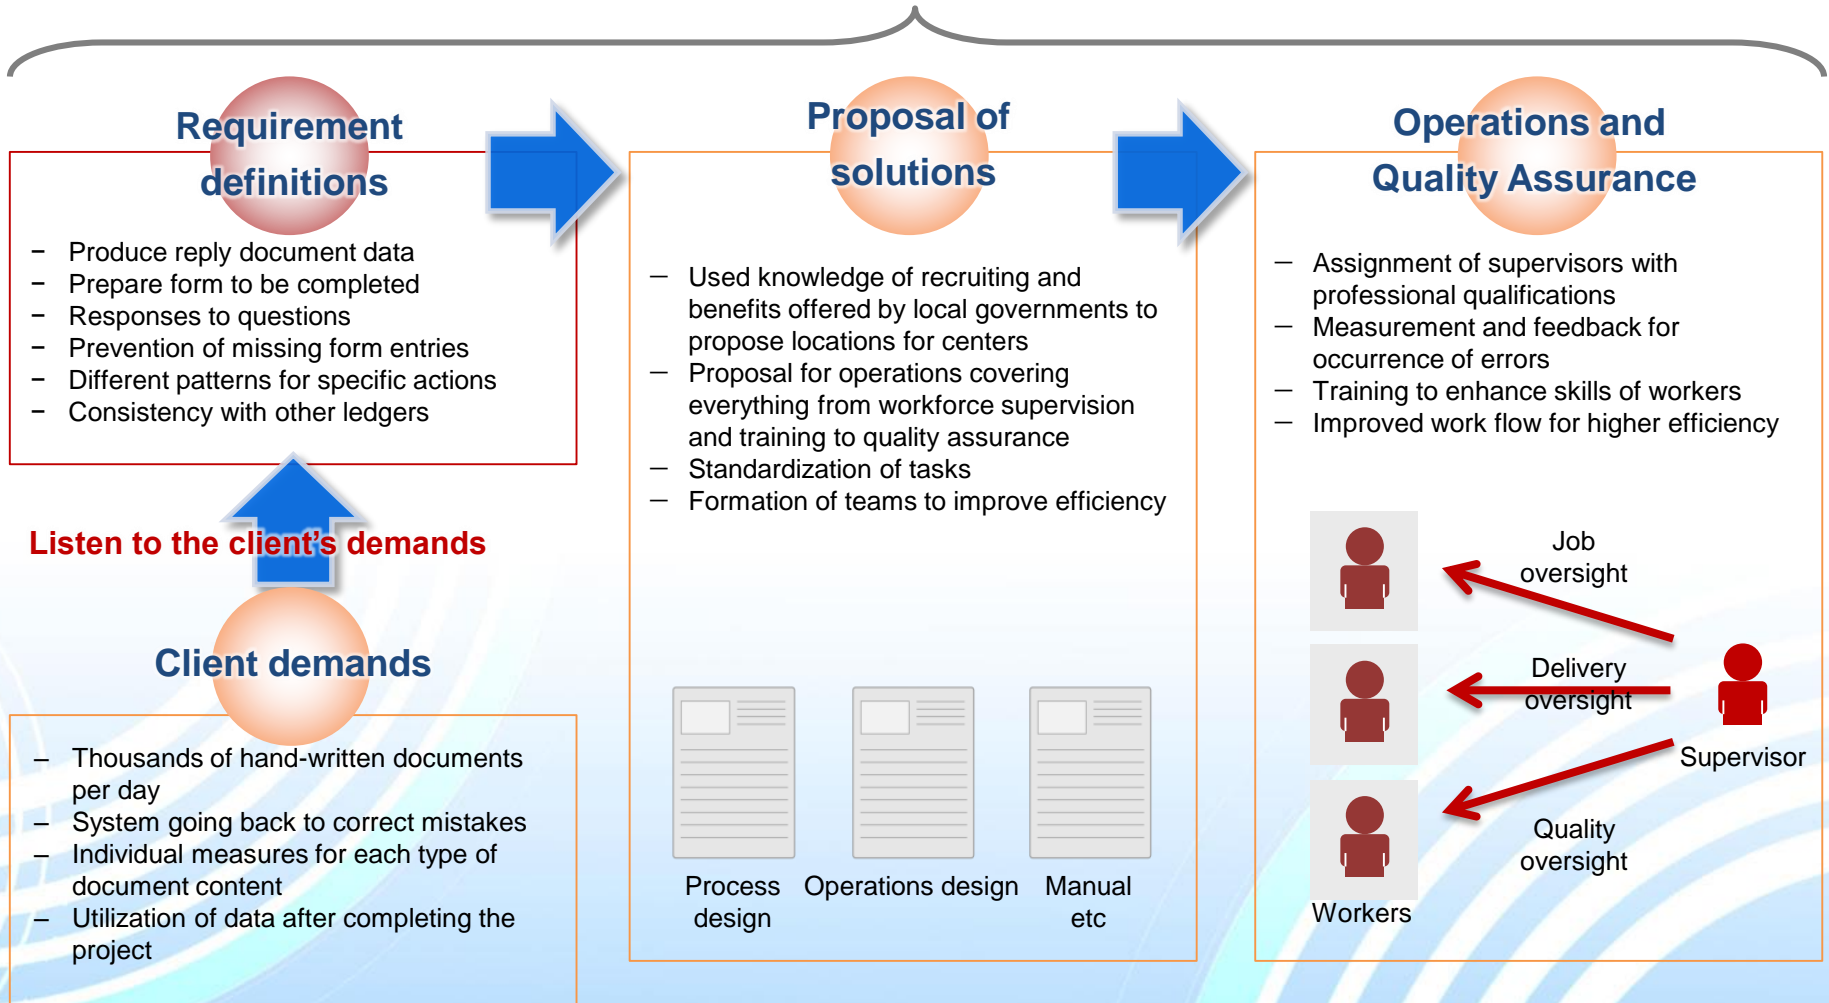 Requirement
definitions
− Produce reply document data
− Prepare form to be completed
− Responses to questions
− Prevention of missing form entries
− Different patterns for specific actions
− Consistency with other ledgers
Listen to the client's demands
Client demands
– Thousands of hand-written documents
per day
– System going back to correct mistakes
– Individual measures for each type of
document content
– Utilization of data after completing the
project
Proposal of
solutions
— Used knowledge of recruiting and
benefits offered by local governments to
propose locations for centers
— Proposal for operations covering
everything from workforce supervision
and training to quality assurance
— Standardization of tasks
— Formation of teams to improve efficiency
Process
design
Operations design
Manual
etc
Operations and
Quality Assurance
— Assignment of supervisors with
professional qualifications
— Measurement and feedback for
occurrence of errors
— Training to enhance skills of workers
— Improved work flow for higher efficiency
Job
oversight
Delivery
oversight
Supervisor
Quality
oversight
Workers